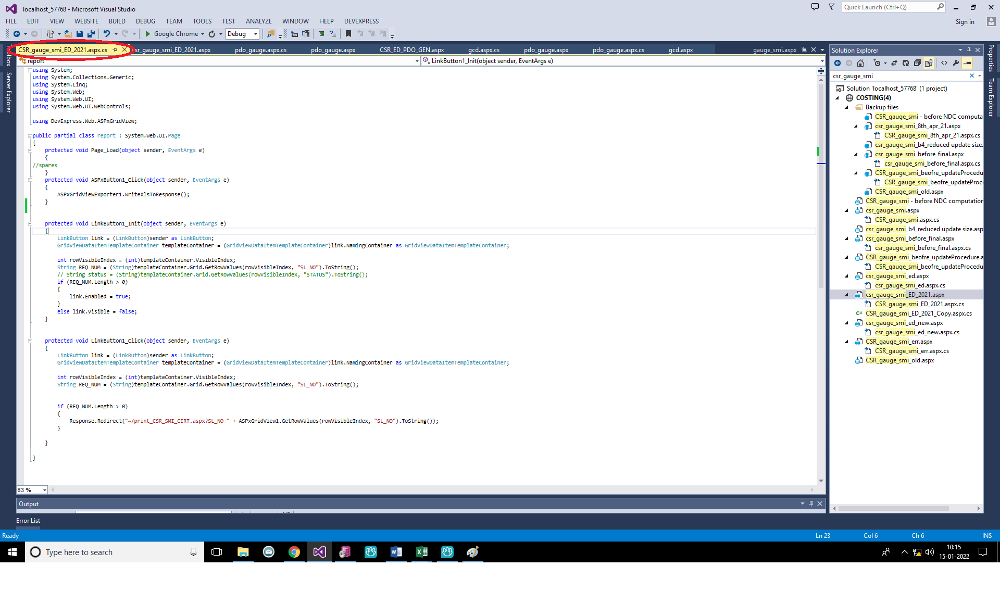 localhost_57768 - Microsoft Visual Studio
Quick Launch (Ctrl+Q)
FILE EDIT VIEW WEBSITE BUILD DEBUG TEAM TOOLS TEST ANALYZE WINDOW HELP DEVEXPRESS
Sign in
Google Chrome Debug
CSR_gauge_smi_ED_2021.aspx.cs sr_gauge_smi_ED_2021.aspx pdo_gauge.aspx.cs pdo_gauge.aspx CSR_ED_PDO_GEN.aspx gcd.aspx.cs pdo_gauge.aspx pdo_gauge.aspx.cs gcd.aspx gauge_smi.aspx
report LinkButton1_Init(object sender, EventArgs e)
Server Explorer
using System;
using System.Collections.Generic;
using System.Linq;
using System.Web;
using System.Web.UI;
using System.Web.UI.WebControls;
using DevExpress.Web.ASPxGridView;
public partial class report : System.Web.UI.Page
{
protected void Page_Load(object sender, EventArgs e)
{
//spares
}
protected void ASPxButton1_Click(object sender, EventArgs e)
{
ASPxGridViewExporter1.WriteXlsToResponse();
}
protected void LinkButton1_Init(object sender, EventArgs e)
{
LinkButton link = (LinkButton)sender as LinkButton;
GridViewDataItemTemplateContainer templateContainer = (GridViewDataItemTemplateContainer)link.NamingContainer as GridViewDataItemTemplateContainer;
int rowVisibleIndex = (int)templateContainer.VisibleIndex;
String REQ_NUM = (String)templateContainer.Grid.GetRowValues(rowVisibleIndex, "SL_NO").ToString();
// String status = (String)templateContainer.Grid.GetRowValues(rowVisibleIndex, "STATUS").ToString();
if (REQ_NUM.Length > 0)
{
link.Enabled = true;
}
else link.Visible = false;
}
protected void LinkButton1_Click(object sender, EventArgs e)
{
LinkButton link = (LinkButton)sender as LinkButton;
GridViewDataItemTemplateContainer templateContainer = (GridViewDataItemTemplateContainer)link.NamingContainer as GridViewDataItemTemplateContainer;
int rowVisibleIndex = (int)templateContainer.VisibleIndex;
String REQ_NUM = (String)templateContainer.Grid.GetRowValues(rowVisibleIndex, "SL_NO").ToString();
if (REQ_NUM.Length > 0)
{
Response.Redirect("~/print_CSR_SMI_CERT.aspx?SL_NO=" + ASPxGridView1.GetRowValues(rowVisibleIndex, "SL_NO").ToString());
}
}
}
83 %
Output
Error List
Solution Explorer
csr_gauge_smi
Solution 'localhost_57768' (1 project)
COSTING(4)
Backup files
CSR_gauge_smi - before NDC computa
csr_gauge_smi_8th_apr_21.aspx
CSR_gauge_smi_8th_apr_21.aspx.cs
csr_gauge_smi_b4_reduced update size.
csr_gauge_smi_before_final.aspx
csr_gauge_smi_before_final.aspx.cs
CSR_gauge_smi_beofre_updateProcedu
CSR_gauge_smi_beofre_updateProc
CSR_gauge_smi_old.aspx
CSR_gauge_smi - before NDC computation
csr_gauge_smi.aspx
CSR_gauge_smi.aspx.cs
csr_gauge_smi_b4_reduced update size.asp
csr_gauge_smi_before_final.aspx
csr_gauge_smi_before_final.aspx.cs
CSR_gauge_smi_beofre_updateProcedure.a
CSR_gauge_smi_beofre_updateProcedu
csr_gauge_smi_ed.aspx
csr_gauge_smi_ed.aspx.cs
csr_gauge_smi_ED_2021.aspx
CSR_gauge_smi_ED_2021.aspx.cs
C# CSR_gauge_smi_ED_2021_Copy.aspx.cs
csr_gauge_smi_ed_new.aspx
csr_gauge_smi_ed_new.aspx.cs
CSR_gauge_smi_err.aspx
CSR_gauge_smi_err.aspx.cs
CSR_gauge_smi_old.aspx
Properties
Team Explorer
Ready Ln 23 Col 6 Ch 6 INS
Type here to search
10:15
15-01-2022